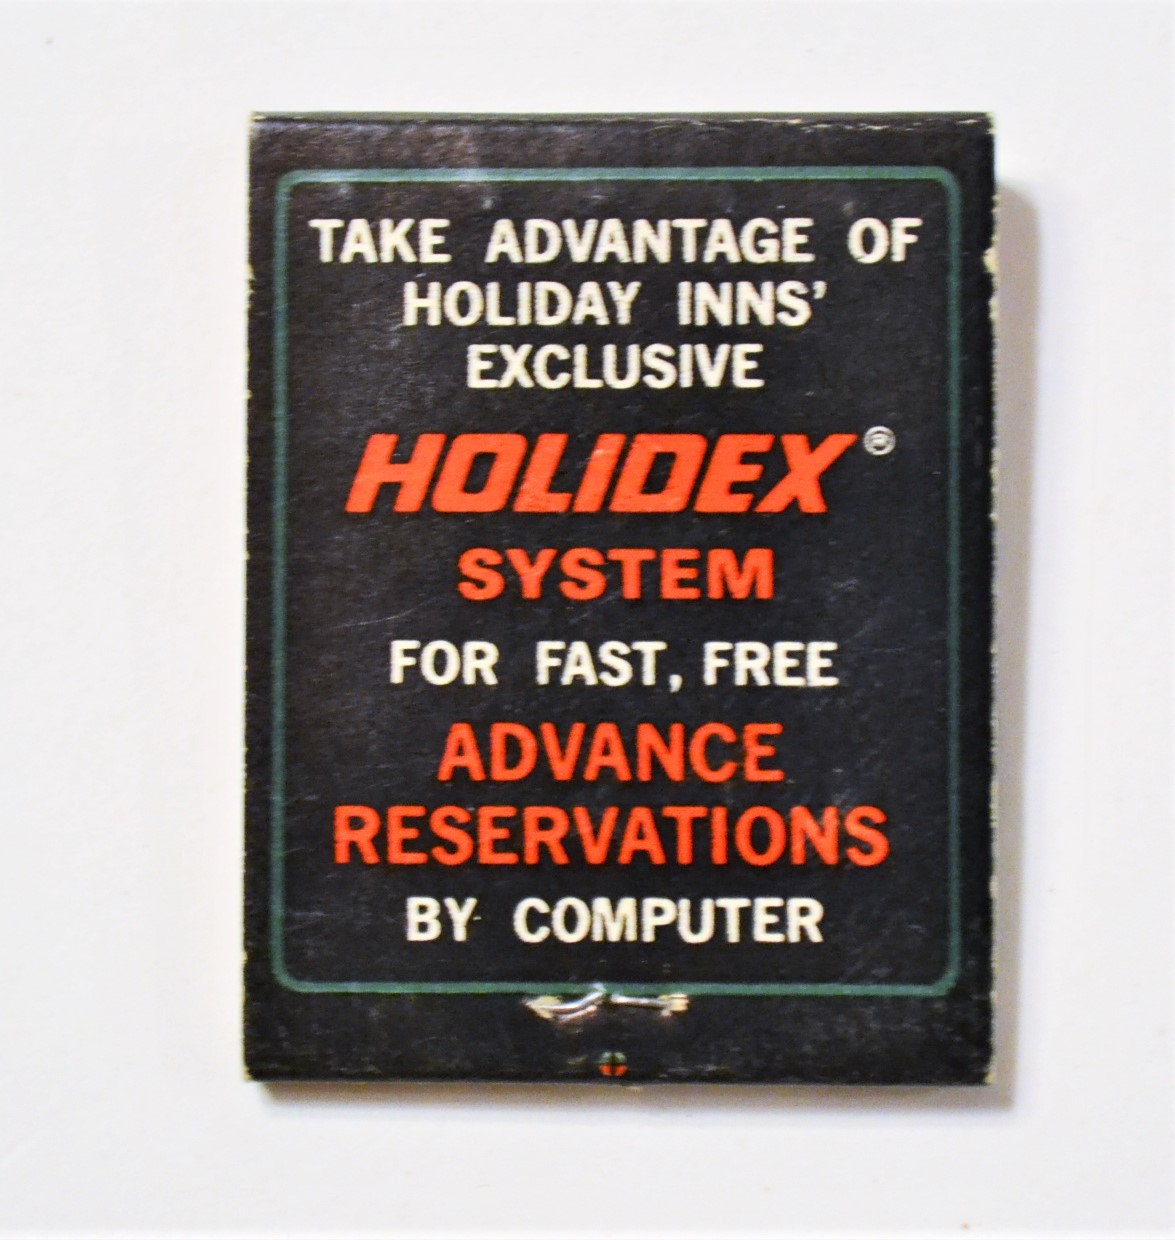 TAKE ADVANTAGE OF
HOLIDAY INNS'
EXCLUSIVE
HOLIDEX®
SYSTEM
FOR FAST, FREE
ADVANCE
RESERVATIONS
BY COMPUTER